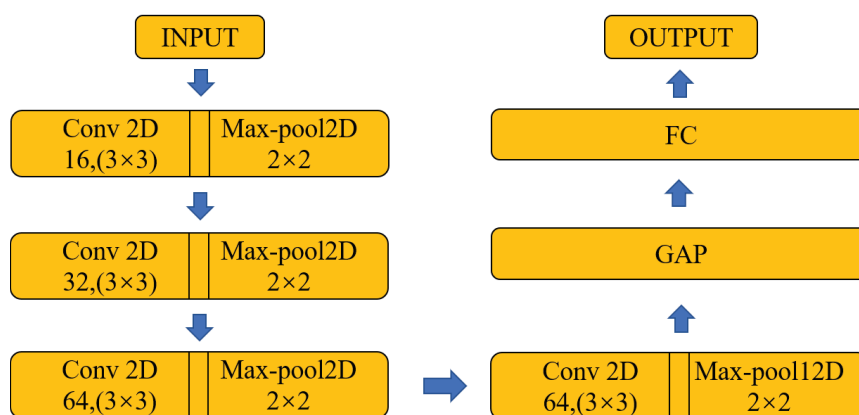 INPUT
Conv 2D
16,(3×3)
Max-pool2D
2×2
Conv 2D
32,(3×3)
Max-pool2D
2×2
Conv 2D
64,(3×3)
Max-pool2D
2×2
Conv 2D
64,(3×3)
Max-pool12D
2×2
GAP
FC
OUTPUT